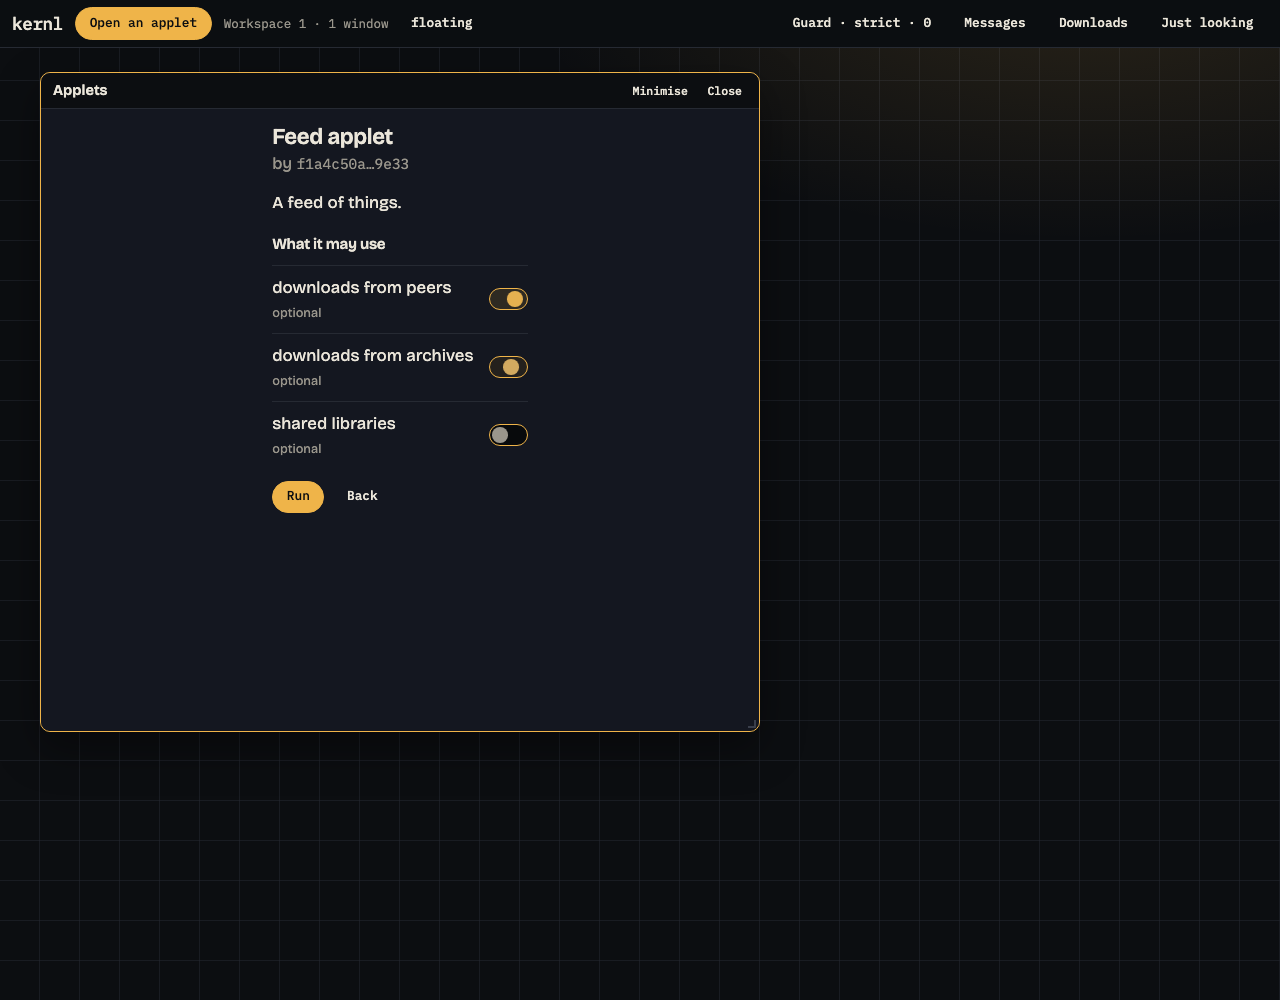 kernl Open an applet Workspace 1 · 1 window floating Guard · strict · 0 Messages Downloads Just looking
Applets Minimise Close
Feed applet
by f1a4c50a…9e33
A feed of things.
What it may use
downloads from peers
optional
downloads from archives
optional
shared libraries
optional
Run Back